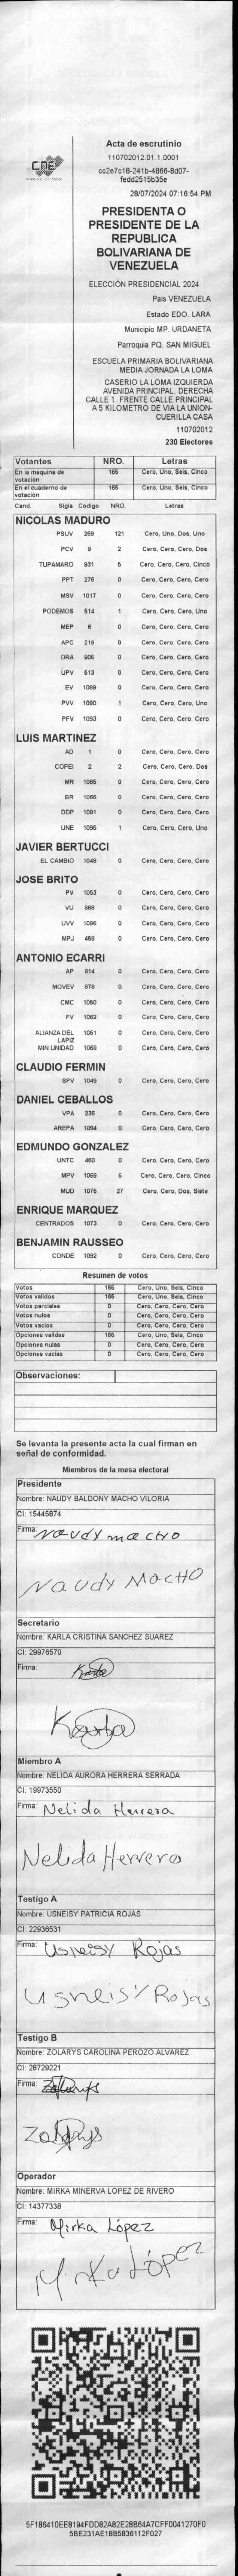 CNE
Acta de escrutinio
110702012.01.1.0001
cc2e7c18-241b-4866-8d07-
fedd2515b35e
28/07/2024 07:16:54 PM
PRESIDENTA O
PRESIDENTE DE LA
REPUBLICA
BOLIVARIANA DE
VENEZUELA
ELECCIÓN PRESIDENCIAL 2024
Pais VENEZUELA
Estado EDO. LARA
Municipio MP. URDANETA
Parroquia PQ. SAN MIGUEL
ESCUELA PRIMARIA BOLIVARIANA
MEDIA JORNADA LA LOMA
CASERIO LA LOMA IZQUIERDA
AVENIDA PRINCIPAL. DERECHA
CALLE 1. FRENTE CALLE PRINCIPAL
A 5 KILOMETRO DE VIA LA UNION-
CUERILLA CASA
110702012
230 Electores
Votantes NRO. Letras
En la máquina de votación 165 Cero, Uno, Seis, Cinco
En el cuaderno de votación 165 Cero, Uno, Seis, Cinco
Cand. Sigla Código NRO. Letras
NICOLAS MADURO
PSUV 269 121 Cero, Uno, Dos, Uno
PCV 9 2 Cero, Cero, Cero, Dos
TUPAMARO 931 5 Cero, Cero, Cero, Cinco
PPT 276 0 Cero, Cero, Cero, Cero
MSV 1017 0 Cero, Cero, Cero, Cero
PODEMOS 514 1 Cero, Cero, Cero, Uno
MEP 6 0 Cero, Cero, Cero, Cero
APC 219 0 Cero, Cero, Cero, Cero
ORA 906 0 Cero, Cero, Cero, Cero
UPV 513 0 Cero, Cero, Cero, Cero
EV 1089 0 Cero, Cero, Cero, Cero
PVV 1090 1 Cero, Cero, Cero, Uno
PFV 1093 0 Cero, Cero, Cero, Cero
LUIS MARTINEZ
AD 1 0 Cero, Cero, Cero, Cero
COPEI 2 2 Cero, Cero, Cero, Dos
MR 1065 0 Cero, Cero, Cero, Cero
BR 1066 0 Cero, Cero, Cero, Cero
DDP 1091 0 Cero, Cero, Cero, Cero
UNE 1095 1 Cero, Cero, Cero, Uno
JAVIER BERTUCCI
EL CAMBIO 1048 0 Cero, Cero, Cero, Cero
JOSE BRITO
PV 1053 0 Cero, Cero, Cero, Cero
VU 868 0 Cero, Cero, Cero, Cero
UVV 1096 0 Cero, Cero, Cero, Cero
MPJ 458 0 Cero, Cero, Cero, Cero
ANTONIO ECARRI
AP 814 0 Cero, Cero, Cero, Cero
MOVEV 878 0 Cero, Cero, Cero, Cero
CMC 1050 0 Cero, Cero, Cero, Cero
FV 1052 0 Cero, Cero, Cero, Cero
ALIANZA DEL LAPIZ 1051 0 Cero, Cero, Cero, Cero
MIN UNIDAD 1068 0 Cero, Cero, Cero, Cero
CLAUDIO FERMIN
SPV 1049 0 Cero, Cero, Cero, Cero
DANIEL CEBALLOS
VPA 236 0 Cero, Cero, Cero, Cero
AREPA 1094 0 Cero, Cero, Cero, Cero
EDMUNDO GONZALEZ
UNTC 460 0 Cero, Cero, Cero, Cero
MPV 1069 5 Cero, Cero, Cero, Cinco
MUD 1075 27 Cero, Cero, Dos, Siete
ENRIQUE MARQUEZ
CENTRADOS 1073 0 Cero, Cero, Cero, Cero
BENJAMIN RAUSSEO
CONDE 1092 0 Cero, Cero, Cero, Cero
Resumen de votos
Votos 165 Cero, Uno, Seis, Cinco
Votos validos 165 Cero, Uno, Seis, Cinco
Votos parciales 0 Cero, Cero, Cero, Cero
Votos nulos 0 Cero, Cero, Cero, Cero
Votos vacios 0 Cero, Cero, Cero, Cero
Opciones validas 165 Cero, Uno, Seis, Cinco
Opciones nulas 0 Cero, Cero, Cero, Cero
Opciones vacias 0 Cero, Cero, Cero, Cero
Observaciones:
Se levanta la presente acta la cual firman en
señal de conformidad.
Miembros de la mesa electoral
Presidente
Nombre: NAUDY BALDONY MACHO VILORIA
CI: 15445874
Firma: Naudy macHo
Naudy MacHo
Secretario
Nombre: KARLA CRISTINA SANCHEZ SUAREZ
CI: 29976570
Firma: Karla
Karla
Miembro A
Nombre: NELIDA AURORA HERRERA SERRADA
CI: 19973550
Firma: Nelida Herrera
Nelida Herrera
Testigo A
Nombre: USNEISY PATRICIA ROJAS
CI: 22936531
Firma: Usneisy Rojas
Usneisy Rojas
Testigo B
Nombre: ZOLARYS CAROLINA PEROZO ALVAREZ
CI: 28729221
Firma: Zolarys
Zolarys
Operador
Nombre: MIRKA MINERVA LOPEZ DE RIVERO
CI: 14377338
Firma: Mirka López
Mirka López
5F186410EE8194FDD82A82E28B64A7CFF0041270F0
5BE231AE18B5836112F027